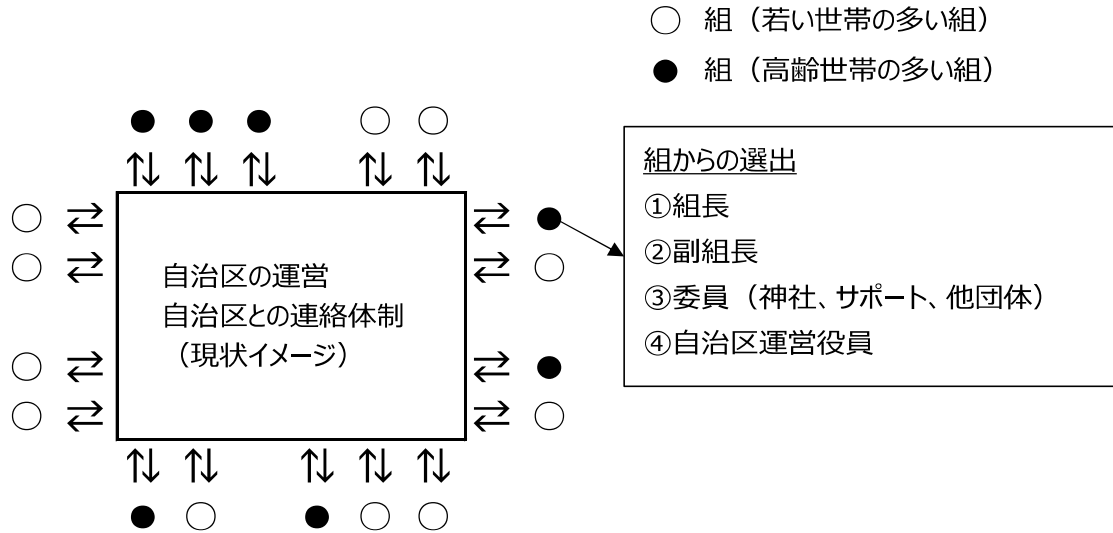 ○ 組（若い世帯の多い組）
● 組（高齢世帯の多い組）
組からの選出
①組長
②副組長
③委員（神社、サポート、他団体）
④自治区運営役員
自治区の運営
自治区との連絡体制
（現状イメージ）